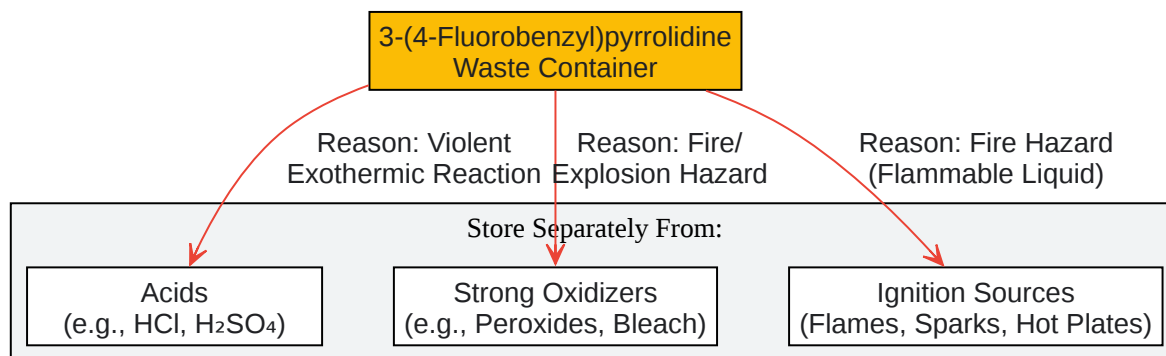 3-(4-Fluorobenzyl)pyrrolidine
Waste Container
Reason: Violent
Exothermic Reaction
Reason: Fire/
Explosion Hazard
Reason: Fire Hazard
(Flammable Liquid)
Store Separately From:
Acids
(e.g., HCl, H₂SO₄)
Strong Oxidizers
(e.g., Peroxides, Bleach)
Ignition Sources
(Flames, Sparks, Hot Plates)